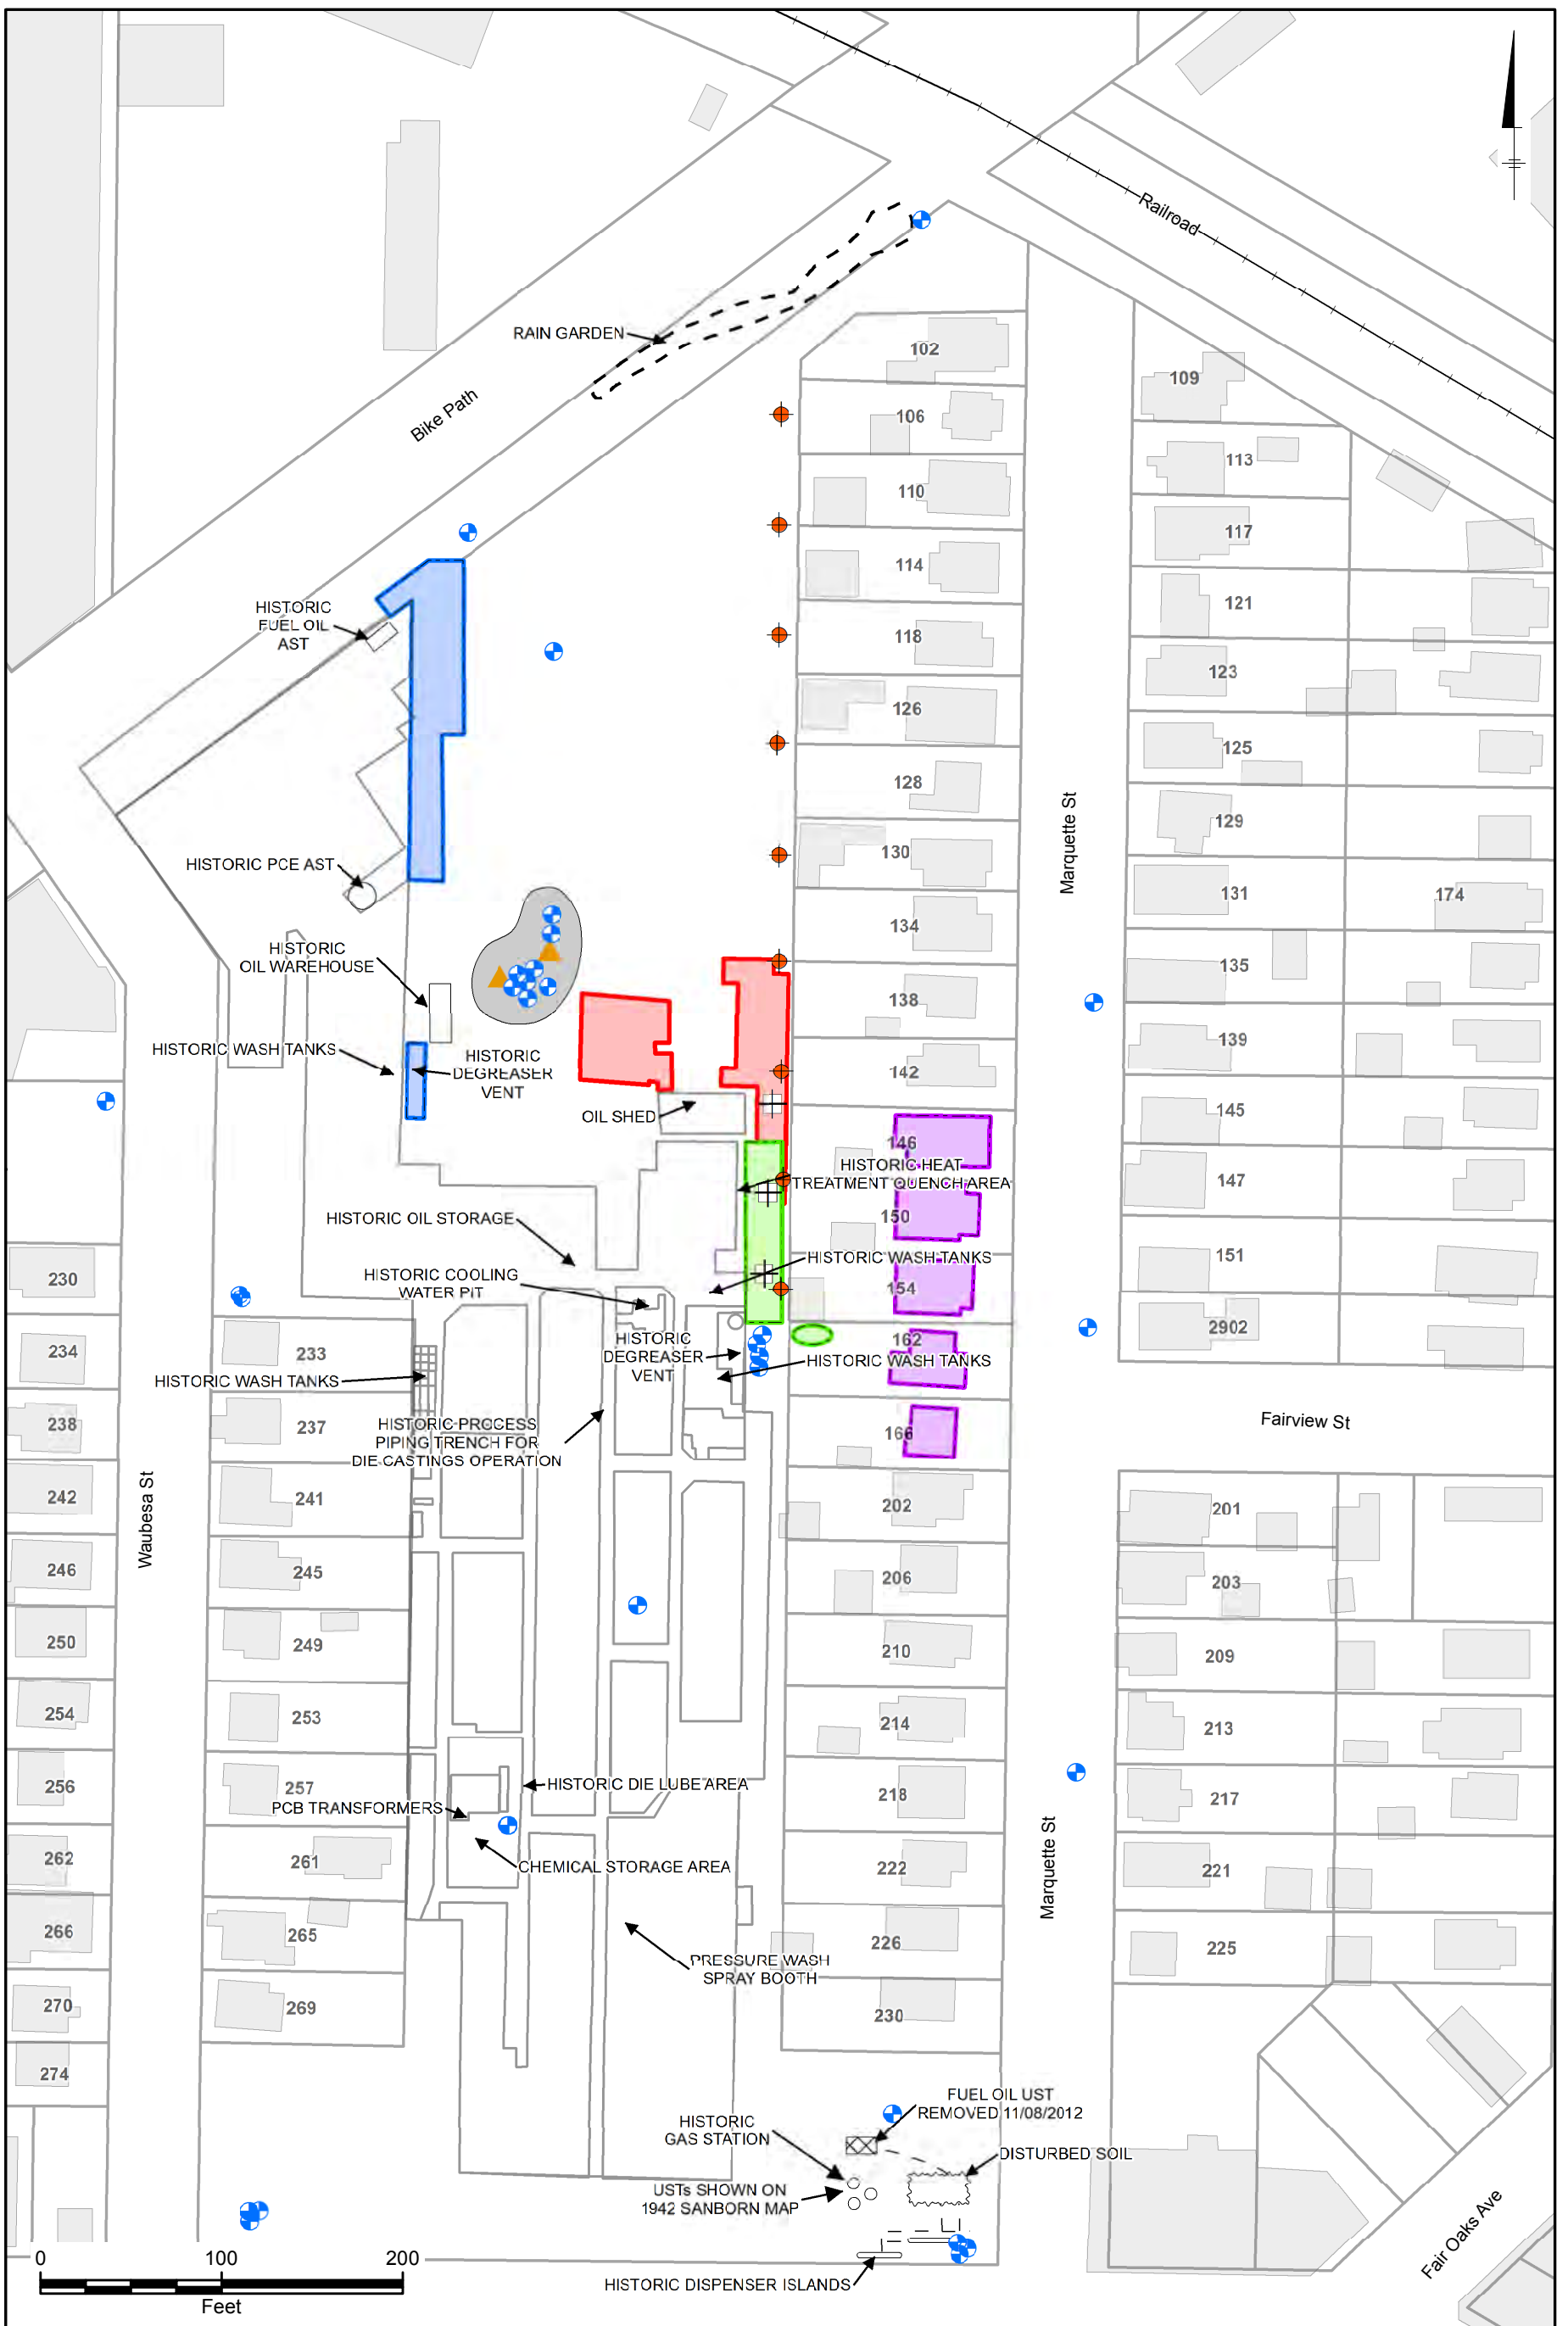 Railroad
RAIN GARDEN
Bike Path
102
109
106
113
110
117
114
121
HISTORIC
FUEL OIL
AST
118
123
126
125
128
Marquette St
129
130
HISTORIC PCE AST
131
174
134
HISTORIC
OIL WAREHOUSE
135
138
HISTORIC WASH TANKS
HISTORIC
DEGREASER
VENT
139
142
OIL SHED
145
146
HISTORIC HEAT
TREATMENT QUENCH AREA
147
150
HISTORIC OIL STORAGE
151
HISTORIC WASH TANKS
230
HISTORIC COOLING
WATER PIT
154
2902
234
233
HISTORIC
DEGREASER
VENT
162
HISTORIC WASH TANKS
HISTORIC WASH TANKS
238
237
HISTORIC PROCESS
PIPING TRENCH FOR
DIE CASTINGS OPERATION
166
Fairview St
242
241
202
201
Waubesa St
246
245
206
203
250
249
210
209
254
253
214
213
256
257
HISTORIC DIE LUBE AREA
218
217
PCB TRANSFORMERS
262
261
CHEMICAL STORAGE AREA
222
221
Marquette St
266
265
226
225
PRESSURE WASH
SPRAY BOOTH
270
269
230
274
FUEL OIL UST
REMOVED 11/08/2012
HISTORIC
GAS STATION
DISTURBED SOIL
USTs SHOWN ON
1942 SANBORN MAP
Fair Oaks Ave
0 100 200
Feet
HISTORIC DISPENSER ISLANDS